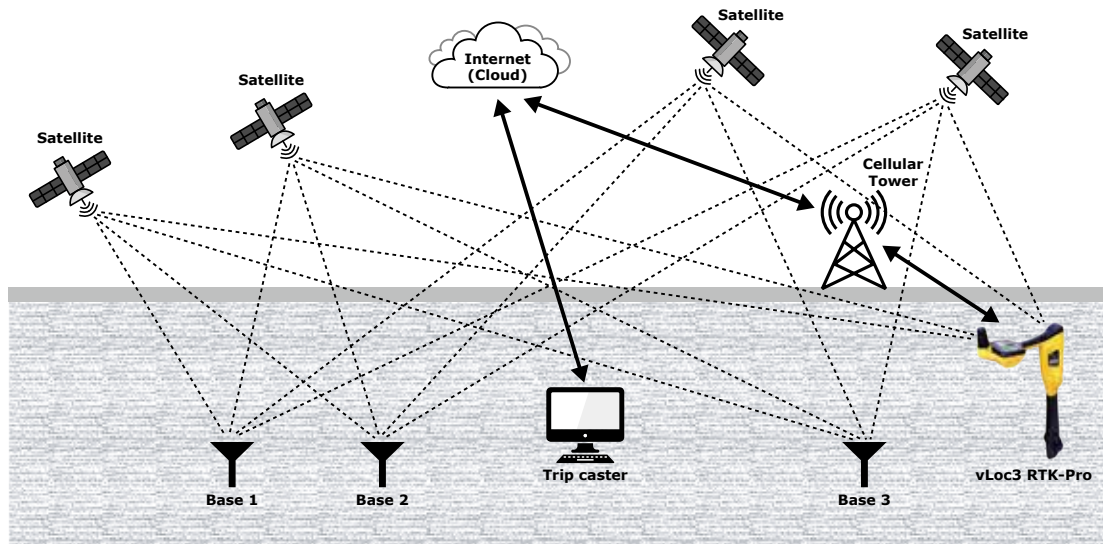 Satellite
Satellite
Internet
(Cloud)
Satellite
Satellite
Cellular
Tower
Trip caster
Base 1
Base 2
Base 3
vLoc3 RTK-Pro